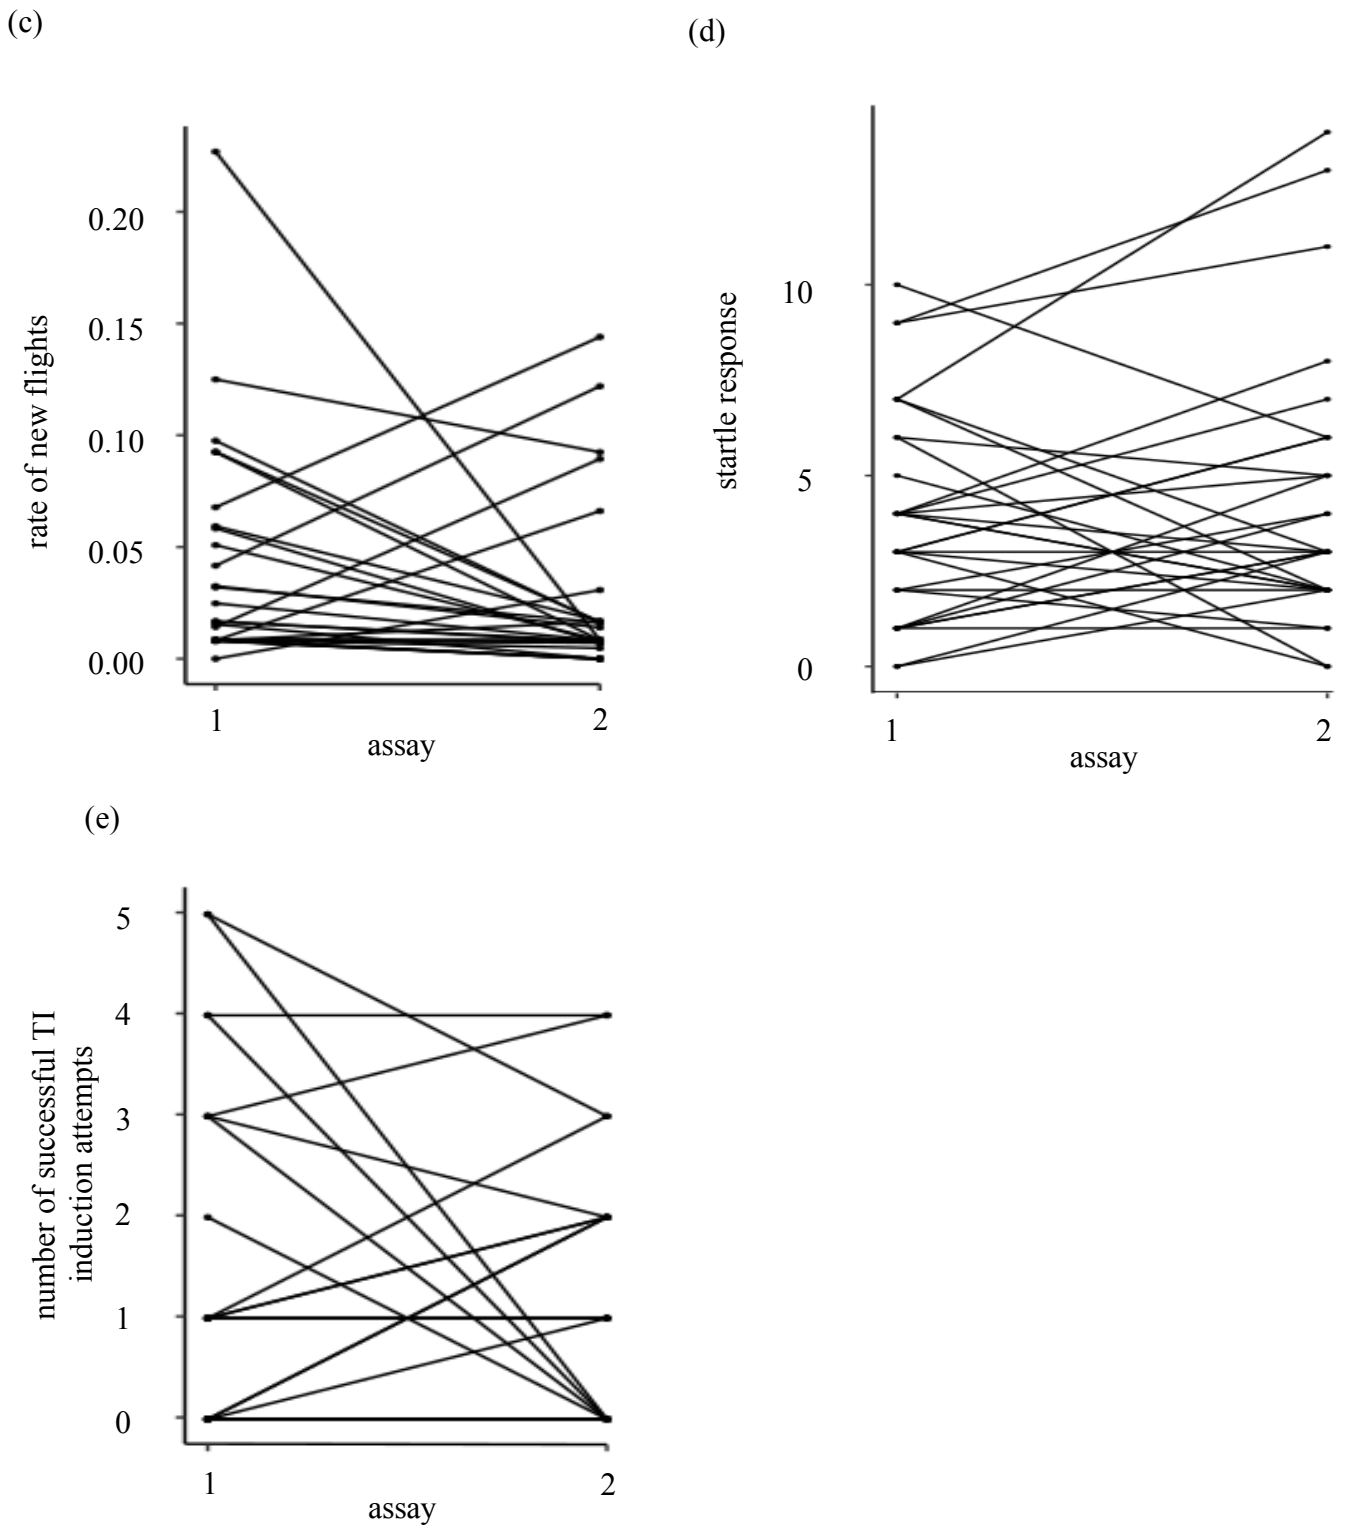 (c)
(d)
rate of new flights
0.20
0.15
0.10
0.05
0.00
1
2
assay
startle response
10
5
0
1
2
assay
(e)
number of successful TI
induction attempts
5
4
3
2
1
0
1
2
assay